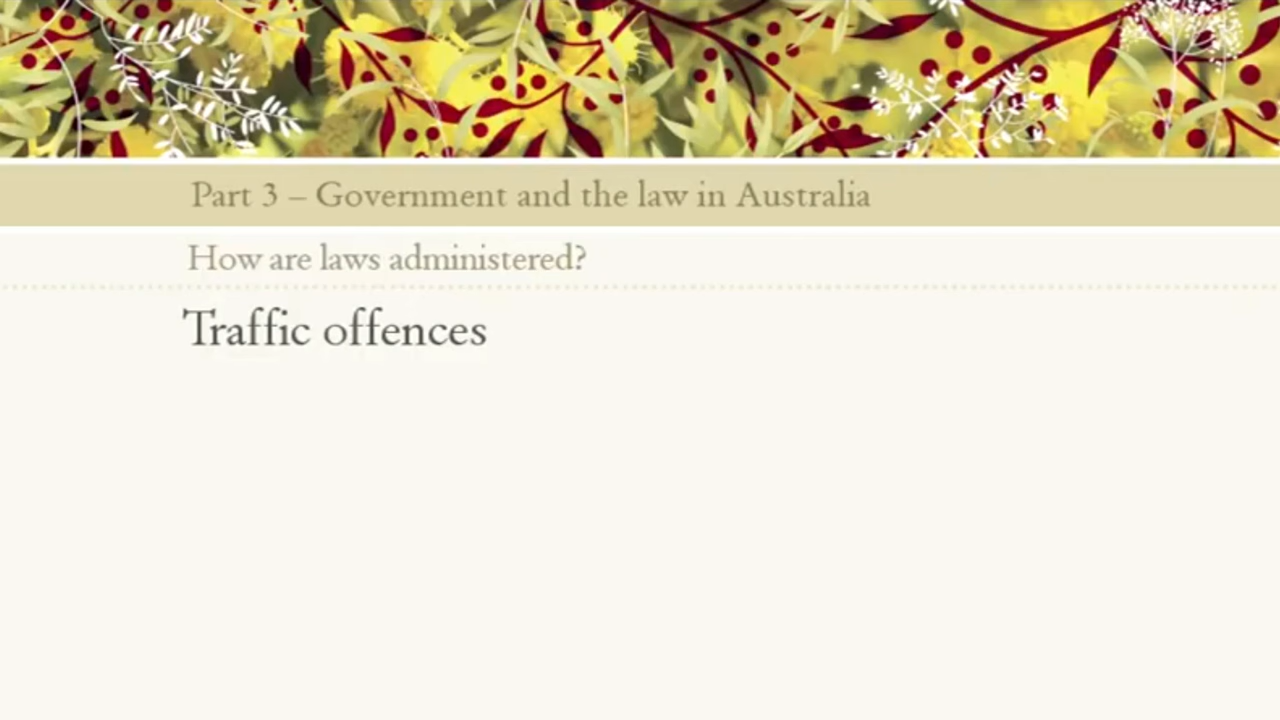 Part 3 – Government and the law in Australia
How are laws administered?
Traffic offences